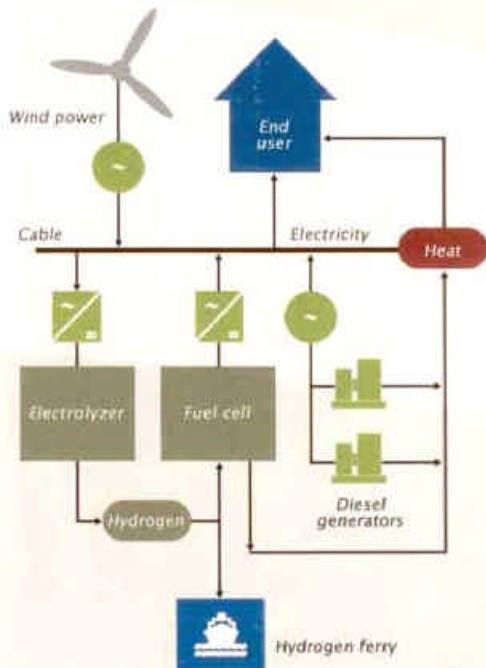 Wind power
End
user
Cable
Electricity
Heat
~
~
~
~
=
~
=
Electrolyzer
Fuel cell
Diesel
generators
Hydrogen
Hydrogen ferry